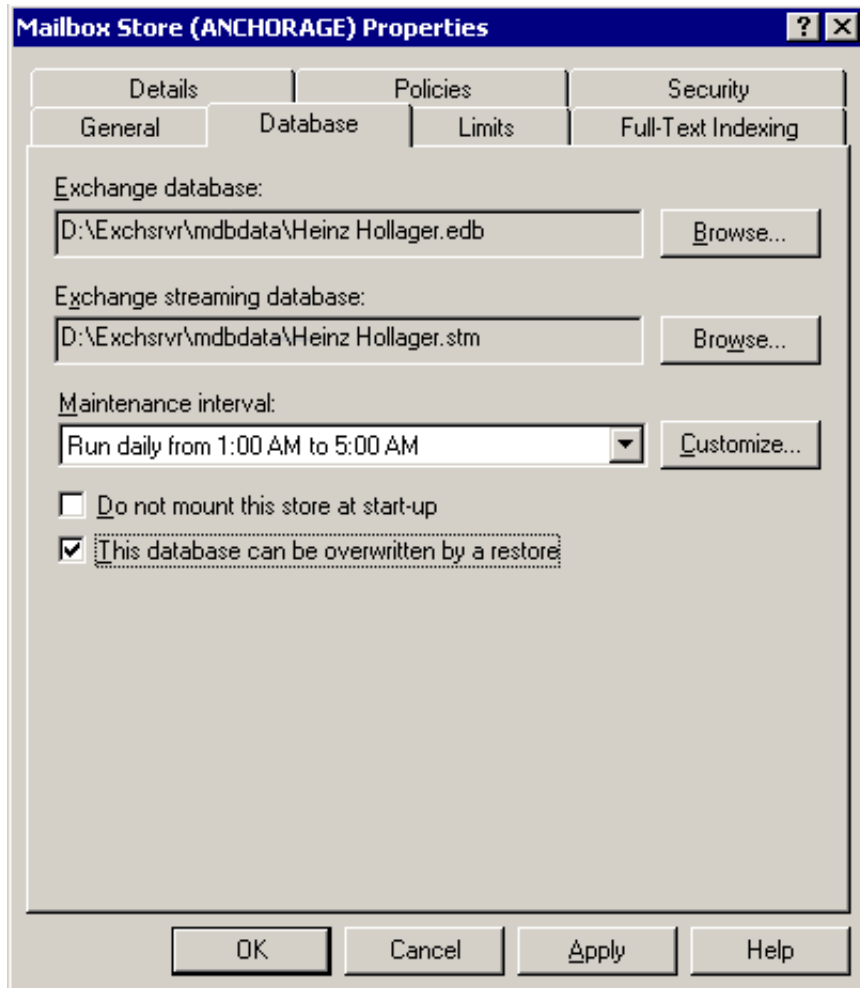 Mailbox Store (ANCHORAGE) Properties
Details Policies Security
General Database Limits Full-Text Indexing
Exchange database:
D:\Exchsrvr\mdbdata\Heinz Hollager.edb Browse...
Exchange streaming database:
D:\Exchsrvr\mdbdata\Heinz Hollager.stm Browse...
Maintenance interval:
Run daily from 1:00 AM to 5:00 AM Customize...
Do not mount this store at start-up
This database can be overwritten by a restore
OK Cancel Apply Help